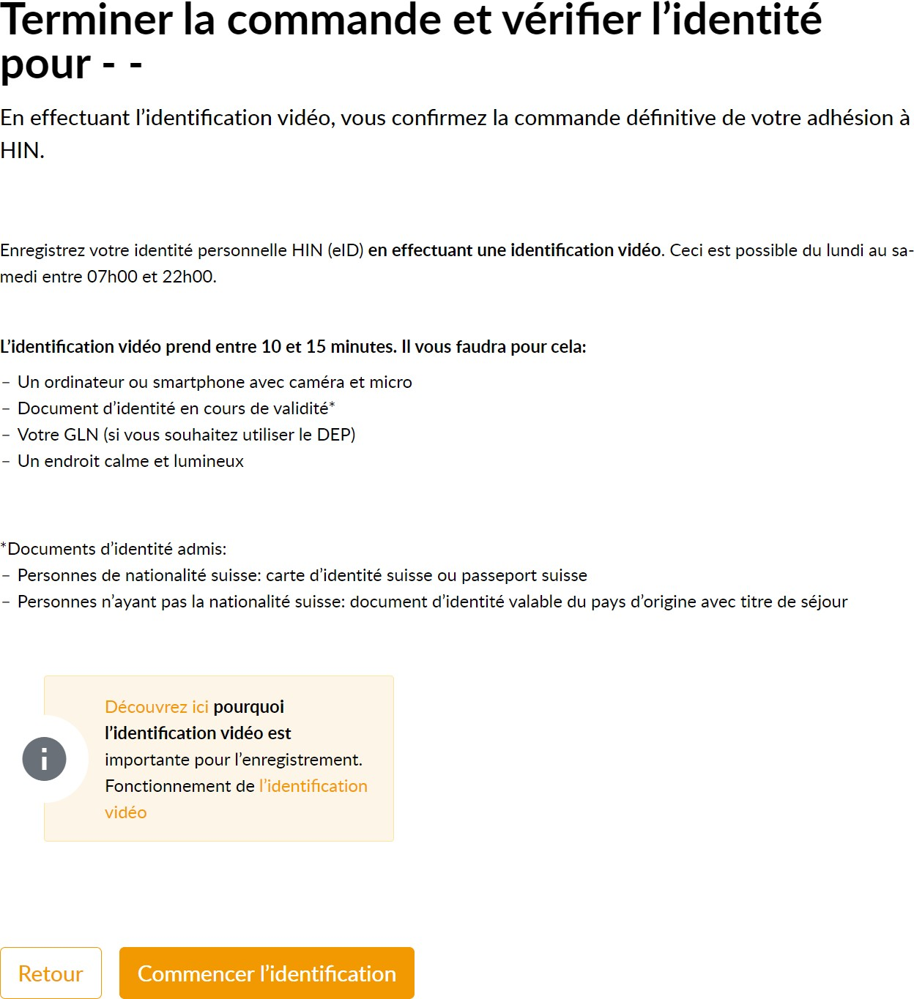 Terminer la commande et vérifier l’identité
pour - -
En effectuant l’identification vidéo, vous confirmez la commande définitive de votre adhésion à
HIN.
Enregistrez votre identité personnelle HIN (eID) en effectuant une identification vidéo. Ceci est possible du lundi au sa-
medi entre 07h00 et 22h00.
L’identification vidéo prend entre 10 et 15 minutes. Il vous faudra pour cela:
– Un ordinateur ou smartphone avec caméra et micro
– Document d’identité en cours de validité*
– Votre GLN (si vous souhaitez utiliser le DEP)
– Un endroit calme et lumineux
*Documents d’identité admis:
– Personnes de nationalité suisse: carte d’identité suisse ou passeport suisse
– Personnes n’ayant pas la nationalité suisse: document d’identité valable du pays d’origine avec titre de séjour
Découvrez ici pourquoi
l’identification vidéo est
importante pour l’enregistrement.
Fonctionnement de l’identification
vidéo
Retour
Commencer l’identification